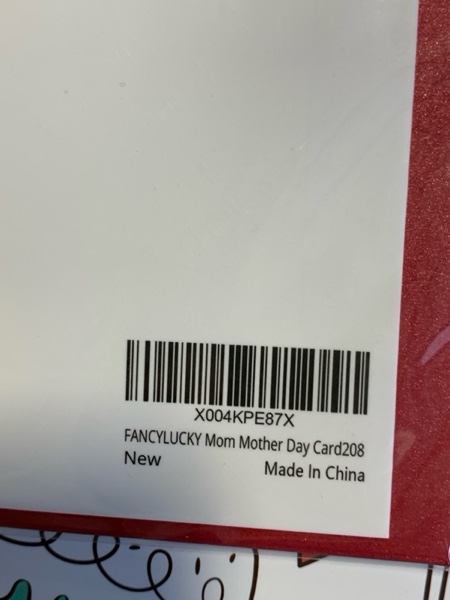 X004KPE87X
FANCYLUCKY Mom Mother Day Card208
New
Made In China